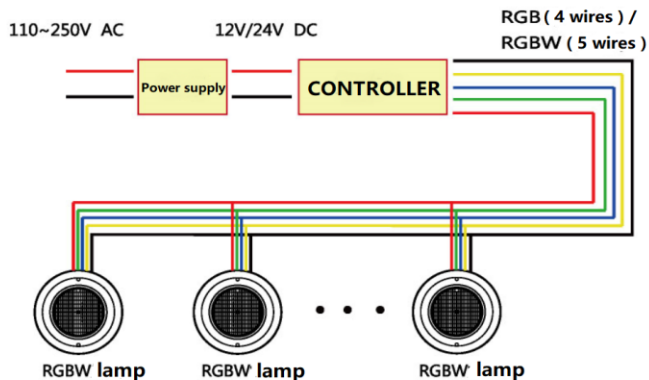 110~250V AC
12V/24V DC
RGB ( 4 wires ) /
RGBW ( 5 wires )
Power supply
CONTROLLER
RGBW lamp
RGBW lamp
RGBW lamp